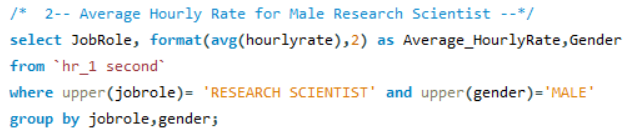 /*  2-- Average Hourly Rate for Male Research Scientist --*/
select JobRole, format(avg(hourlyrate),2) as Average_HourlyRate,Gender
from `hr_1 second`
where upper(jobrole)= 'RESEARCH SCIENTIST' and upper(gender)='MALE'
group by jobrole,gender;